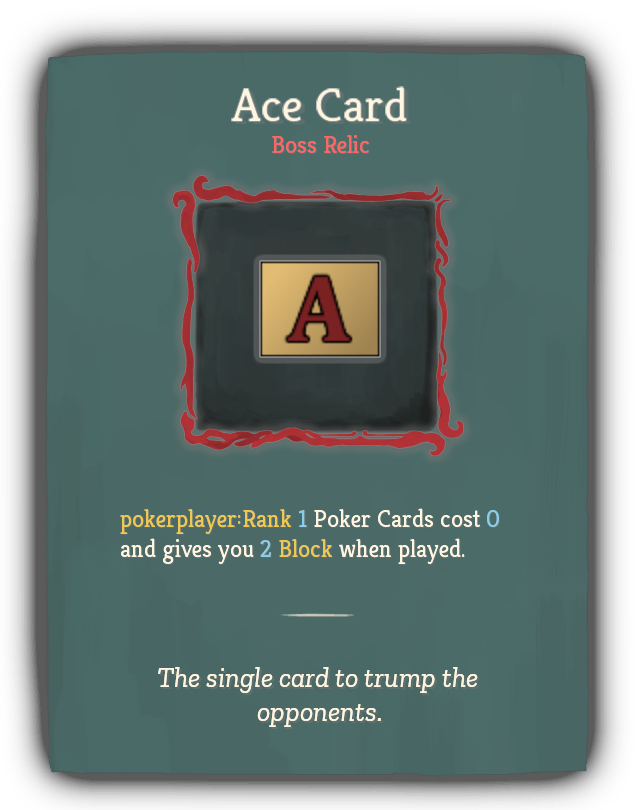 Ace Card
Boss Relic
A
pokerplayer:Rank 1 Poker Cards cost 0
and gives you 2 Block when played.
The single card to trump the
opponents.